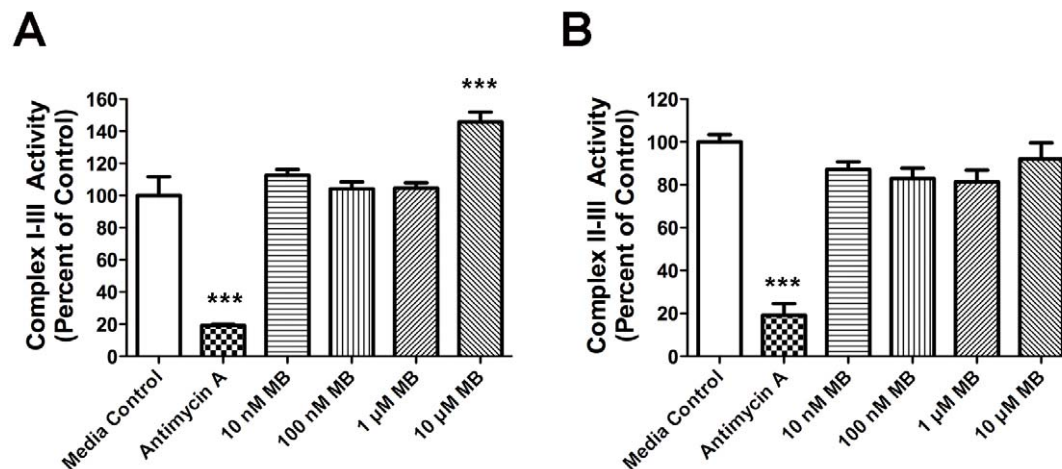 A
Complex I-III Activity
(Percent of Control)
160
140
120
100
80
60
40
20
0
***
***
Media Control
Antimycin A
10 nM MB
100 nM MB
1 µM MB
10 µM MB
B
Complex II-III Activity
(Percent of Control)
120
100
80
60
40
20
0
***
Media Control
Antimycin A
10 nM MB
100 nM MB
1 µM MB
10 µM MB